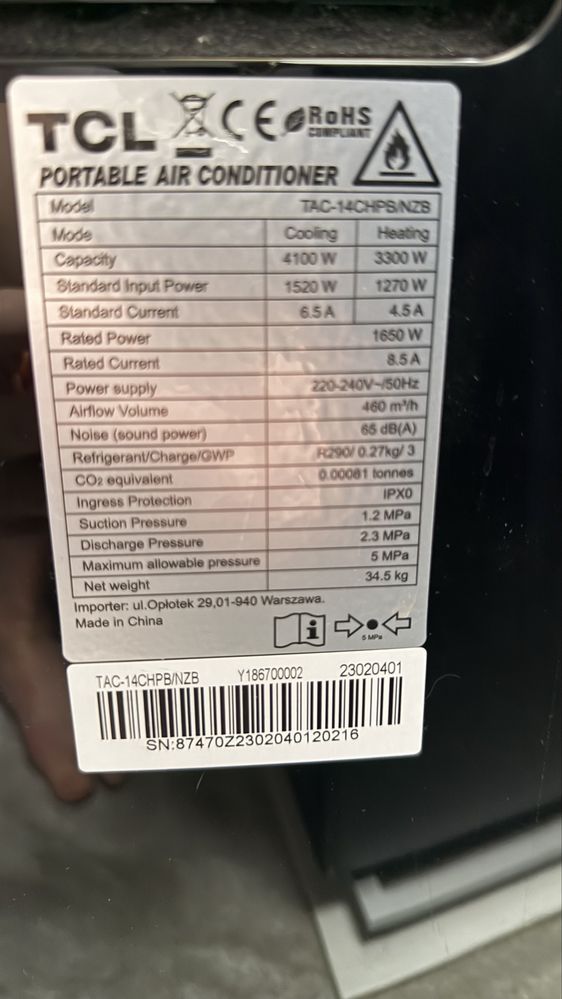 TCL CE RoHS
COMPLIANT
PORTABLE AIR CONDITIONER
Model TAC-14CHPB/NZB
Mode Cooling Heating
Capacity 4100 W 3300 W
Standard Input Power 1520 W 1270 W
Standard Current 6.5 A 4.5 A
Rated Power 1650 W
Rated Current 8.5 A
Power supply 220-240V~/50Hz
Airflow Volume 460 m³/h
Noise (sound power) 65 dB(A)
Refrigerant/Charge/GWP R290/ 0.27kg/ 3
CO₂ equivalent 0.00081 tonnes
Ingress Protection IPX0
Suction Pressure 1.2 MPa
Discharge Pressure 2.3 MPa
Maximum allowable pressure 5 MPa
Net weight 34.5 kg
Importer: ul.Opłotek 29,01-940 Warszawa.
Made in China
5 MPa
TAC-14CHPB/NZB Y186700002 23020401
SN:87470Z2302040120216